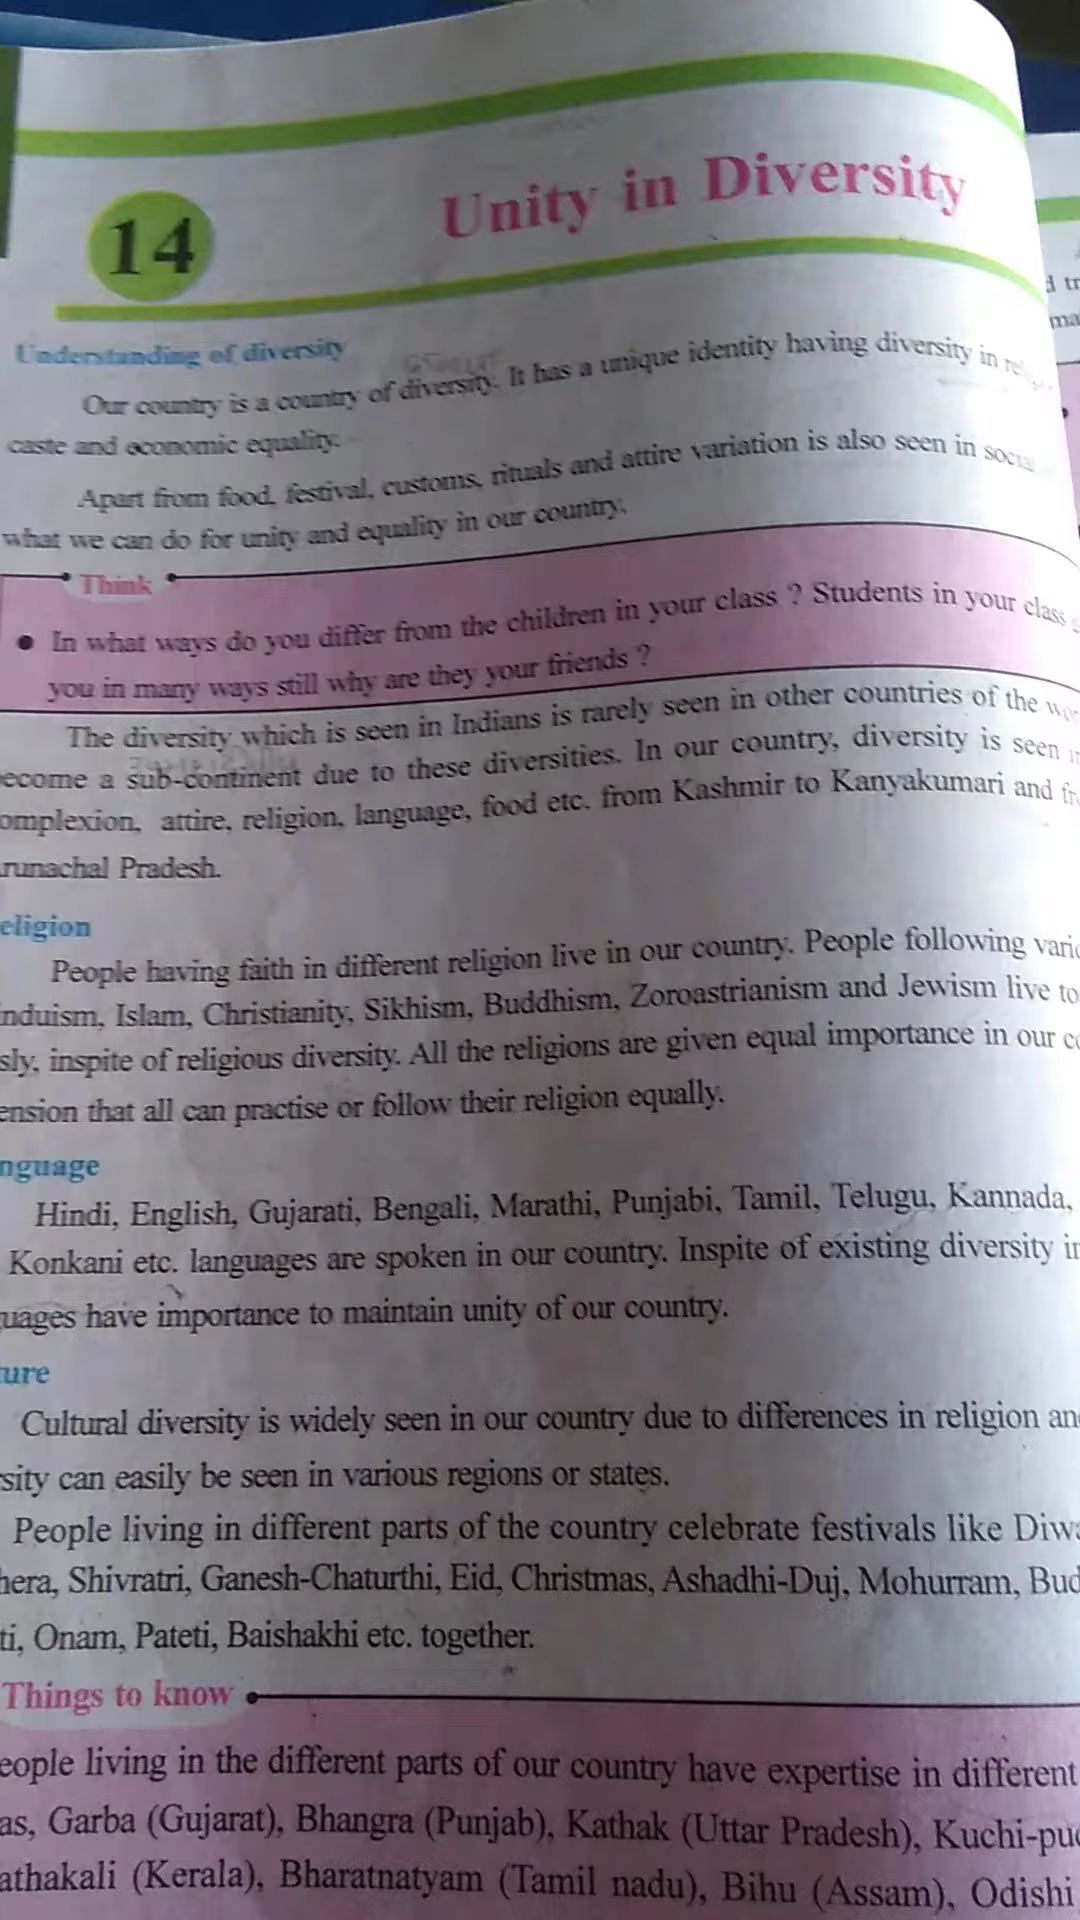 Unity in Diversity
14
Understanding of diversity
Our country is a country of diversity. It has a unique identity having diversity in
caste and economic equality.
Apart from food, festival, customs, rituals and attire variation is also seen in
what we can do for unity and equality in our country.
Think
• In what ways do you differ from the children in your class ? Students in your class
you in many ways still why are they your friends ?
The diversity which is seen in Indians is rarely seen in other countries of the
ecome a sub-continent due to these diversities. In our country, diversity is seen
omplexion, attire, religion, language, food etc. from Kashmir to Kanyakumari and
runachal Pradesh.
eligion
People having faith in different religion live in our country. People following
nduism, Islam, Christianity, Sikhism, Buddhism, Zoroastrianism and Jewism live to
sly, inspite of religious diversity. All the religions are given equal importance in our
ension that all can practise or follow their religion equally.
nguage
Hindi, English, Gujarati, Bengali, Marathi, Punjabi, Tamil, Telugu, Kannada,
Konkani etc. languages are spoken in our country. Inspite of existing diversity
uages have importance to maintain unity of our country.
ure
Cultural diversity is widely seen in our country due to differences in religion
sity can easily be seen in various regions or states.
People living in different parts of the country celebrate festivals like Diw
hera, Shivratri, Ganesh-Chaturthi, Eid, Christmas, Ashadhi-Duj, Mohurram, Bud
ti, Onam, Pateti, Baishakhi etc. together.
Things to know
eople living in the different parts of our country have expertise in different
as, Garba (Gujarat), Bhangra (Punjab), Kathak (Uttar Pradesh), Kuchi-pu
athakali (Kerala), Bharatnatyam (Tamil nadu), Bihu (Assam), Odishi